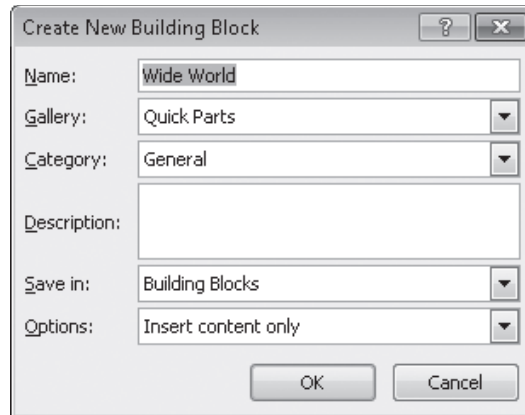 Create New Building Block ?
Name: Wide World
Gallery: Quick Parts
Category: General
Description:
Save in: Building Blocks
Options: Insert content only
OK Cancel